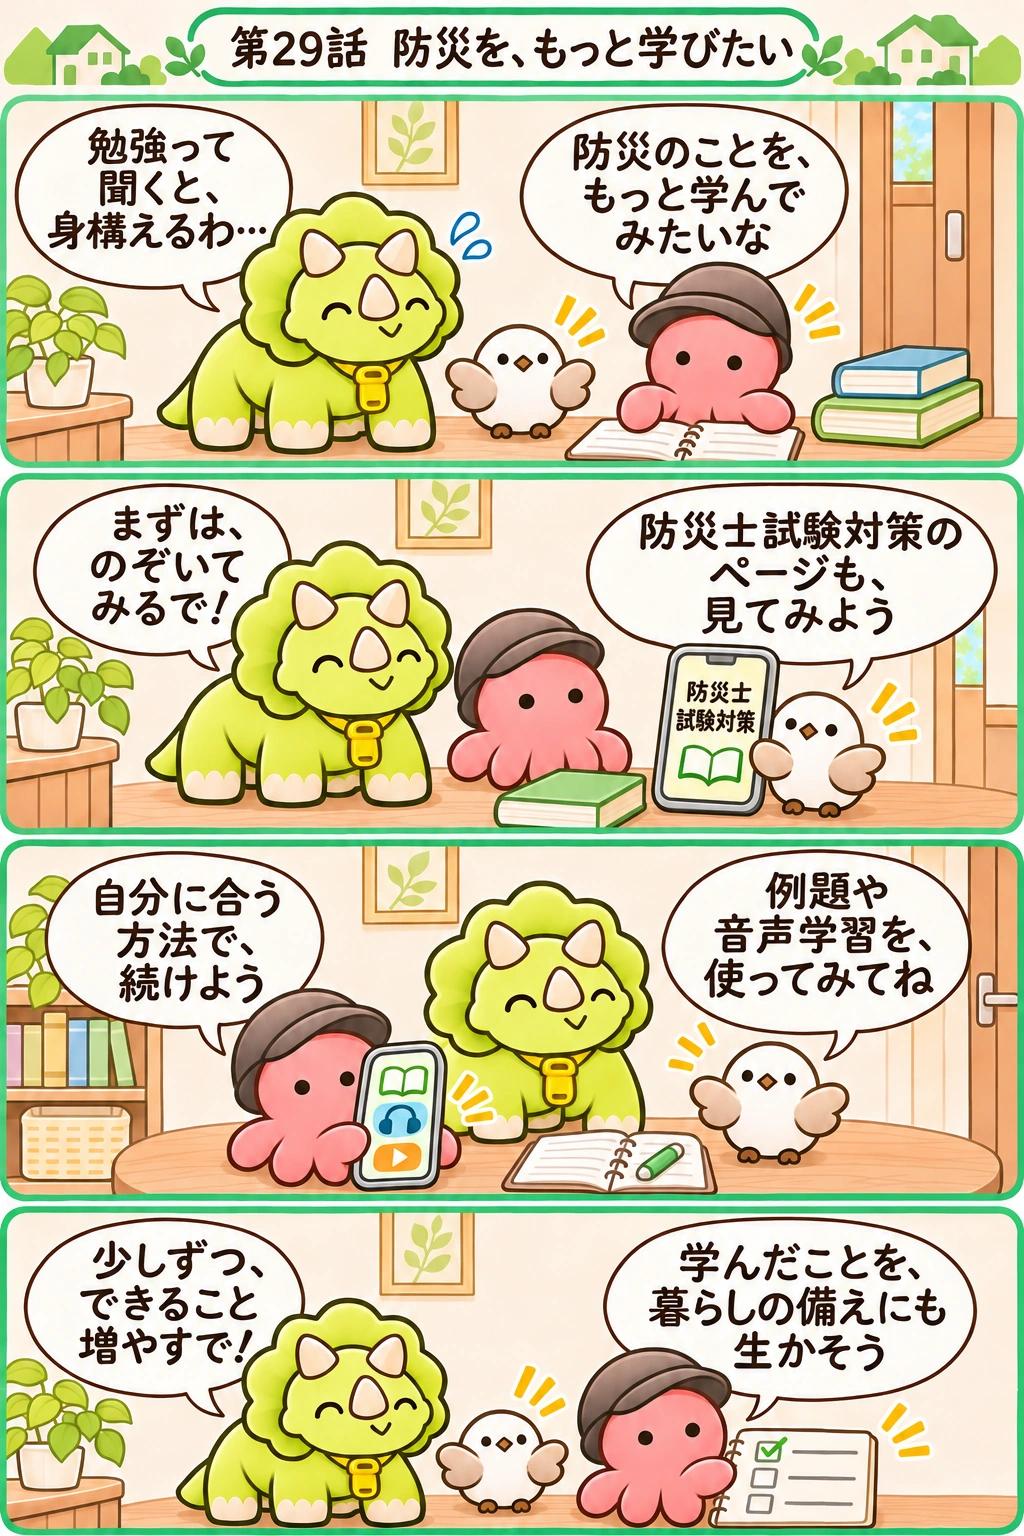 第29話 防災を、もっと学びたい
勉強って
聞くと、
身構えるわ…
防災のことを、
もっと学んで
みたいな
まずは、
のぞいて
みるで!
防災士試験対策の
ページも、
見てみよう
防災士
試験対策
自分に合う
方法で、
続けよう
例題や
音声学習を、
使ってみてね
少しずつ、
できること
増やすで!
学んだことを、
暮らしの備えにも
生かそう